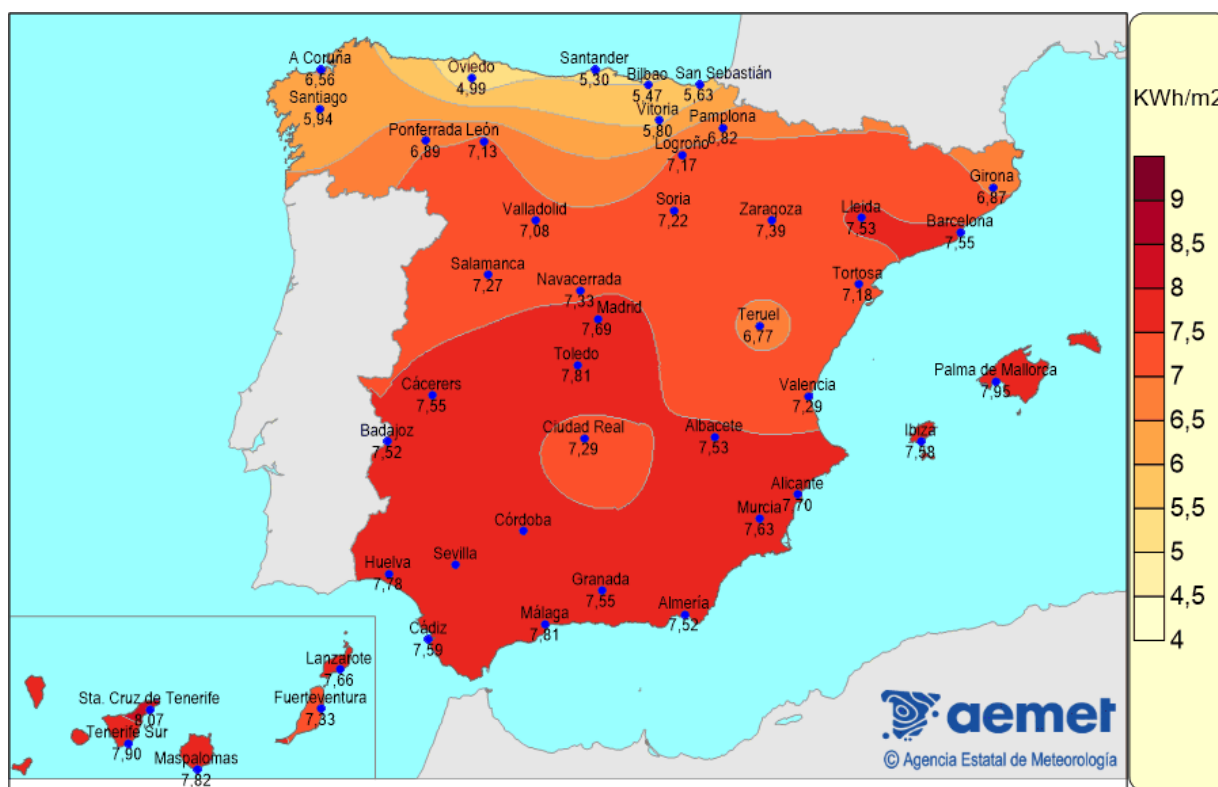 A Coruña
6,56
Oviedo
4,99
Santander
5,30
Bilbao
5,47
San Sebastián
5,63
Santiago
5,94
Vitoria
5,80
Pamplona
6,82
Ponferrada
6,89
León
7,13
Logroño
7,17
Girona
6,87
Valladolid
7,08
Soria
7,22
Zaragoza
7,39
Lleida
7,53
Barcelona
7,55
Salamanca
7,27
Navacerrada
7,33
Tortosa
7,18
Madrid
7,69
Teruel
6,77
Toledo
7,81
Palma de Mallorca
7,95
Cácerers
7,55
Valencia
7,29
Badajoz
7,52
Ciudad Real
7,29
Albacete
7,53
Ibiza
7,58
Alicante
7,70
Murcia
7,63
Córdoba
Sevilla
Huelva
7,78
Granada
7,55
Málaga
7,81
Almería
7,52
Cádiz
7,59
Lanzarote
7,66
Fuerteventura
7,33
Sta. Cruz de Tenerife
8,07
Tenerife Sur
7,90
Maspalomas
7,82
aemet
© Agencia Estatal de Meteorología
KWh/m2
9
8,5
8
7,5
7
6,5
6
5,5
5
4,5
4